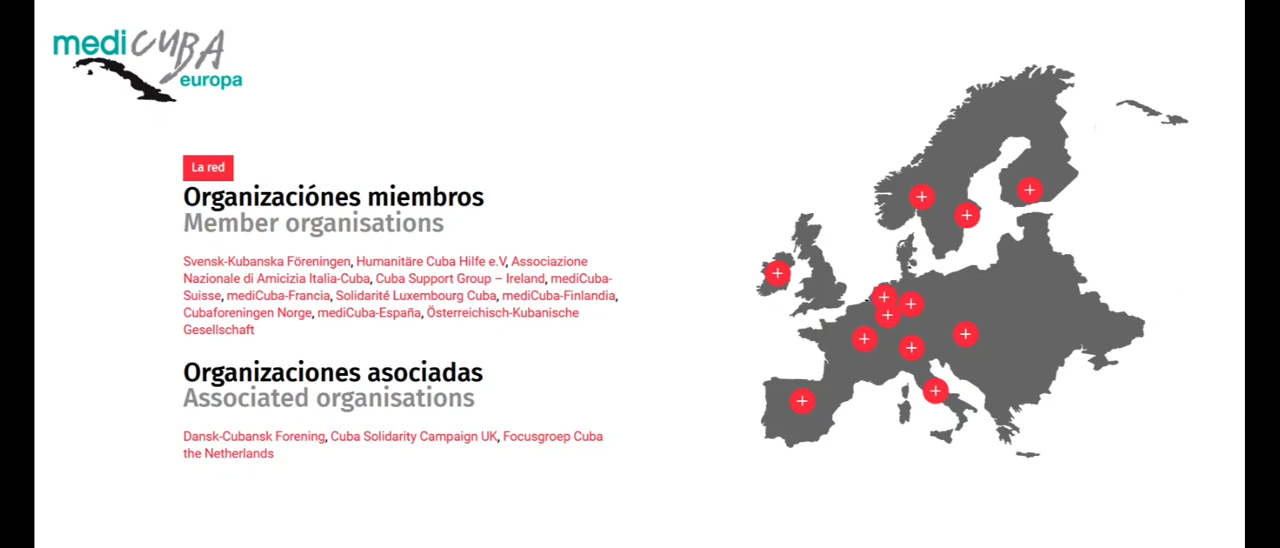 medi CUBA
europa
La red
Organizaciónes miembros
Member organisations
Svensk-Kubanska Föreningen, Humanitäre Cuba Hilfe e.V, Associazione
Nazionale di Amicizia Italia-Cuba, Cuba Support Group – Ireland, mediCuba-
Suisse, mediCuba-Francia, Solidarité Luxembourg Cuba, mediCuba-Finlandia,
Cubaforeningen Norge, mediCuba-España, Österreichisch-Kubanische
Gesellschaft
Organizaciones asociadas
Associated organisations
Dansk-Cubansk Forening, Cuba Solidarity Campaign UK, Focusgroep Cuba
the Netherlands